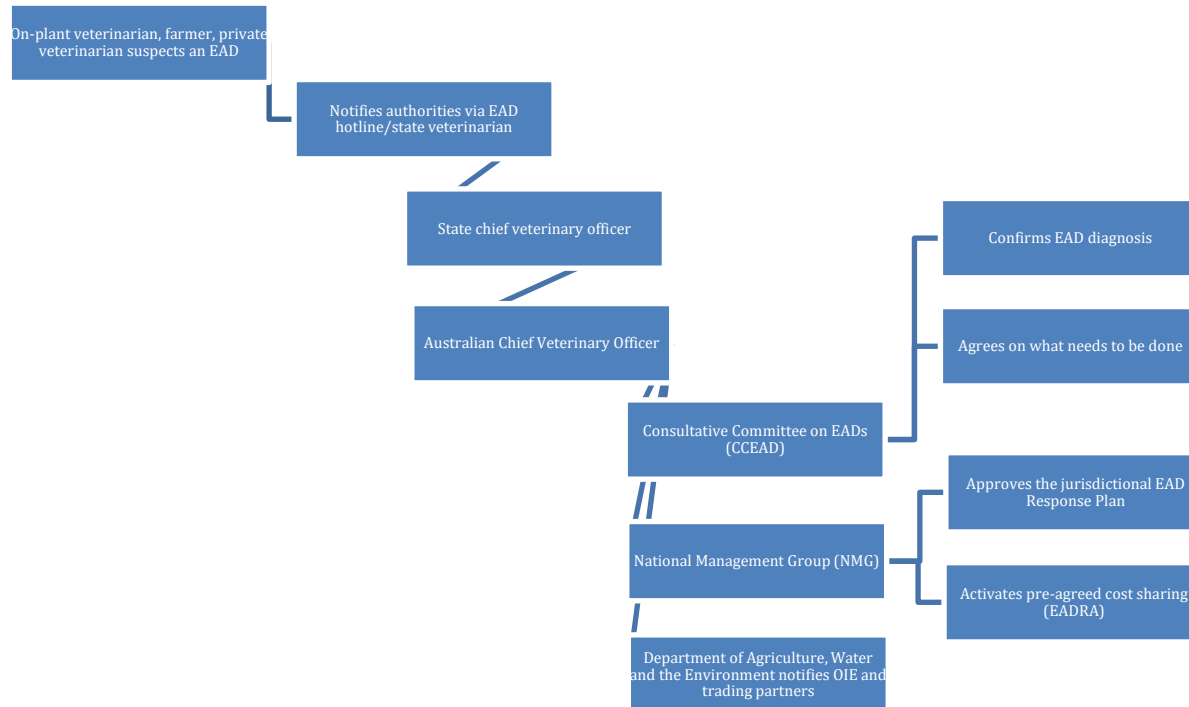 On-plant veterinarian, farmer, private
veterinarian suspects an EAD
Notifies authorities via EAD
hotline/state veterinarian
State chief veterinary officer
Australian Chief Veterinary Officer
Consultative Committee on EADs
(CCEAD)
Confirms EAD diagnosis
Agrees on what needs to be done
National Management Group (NMG)
Approves the jurisdictional EAD
Response Plan
Activates pre-agreed cost sharing
(EADRA)
Department of Agriculture, Water
and the Environment notifies OIE and
trading partners